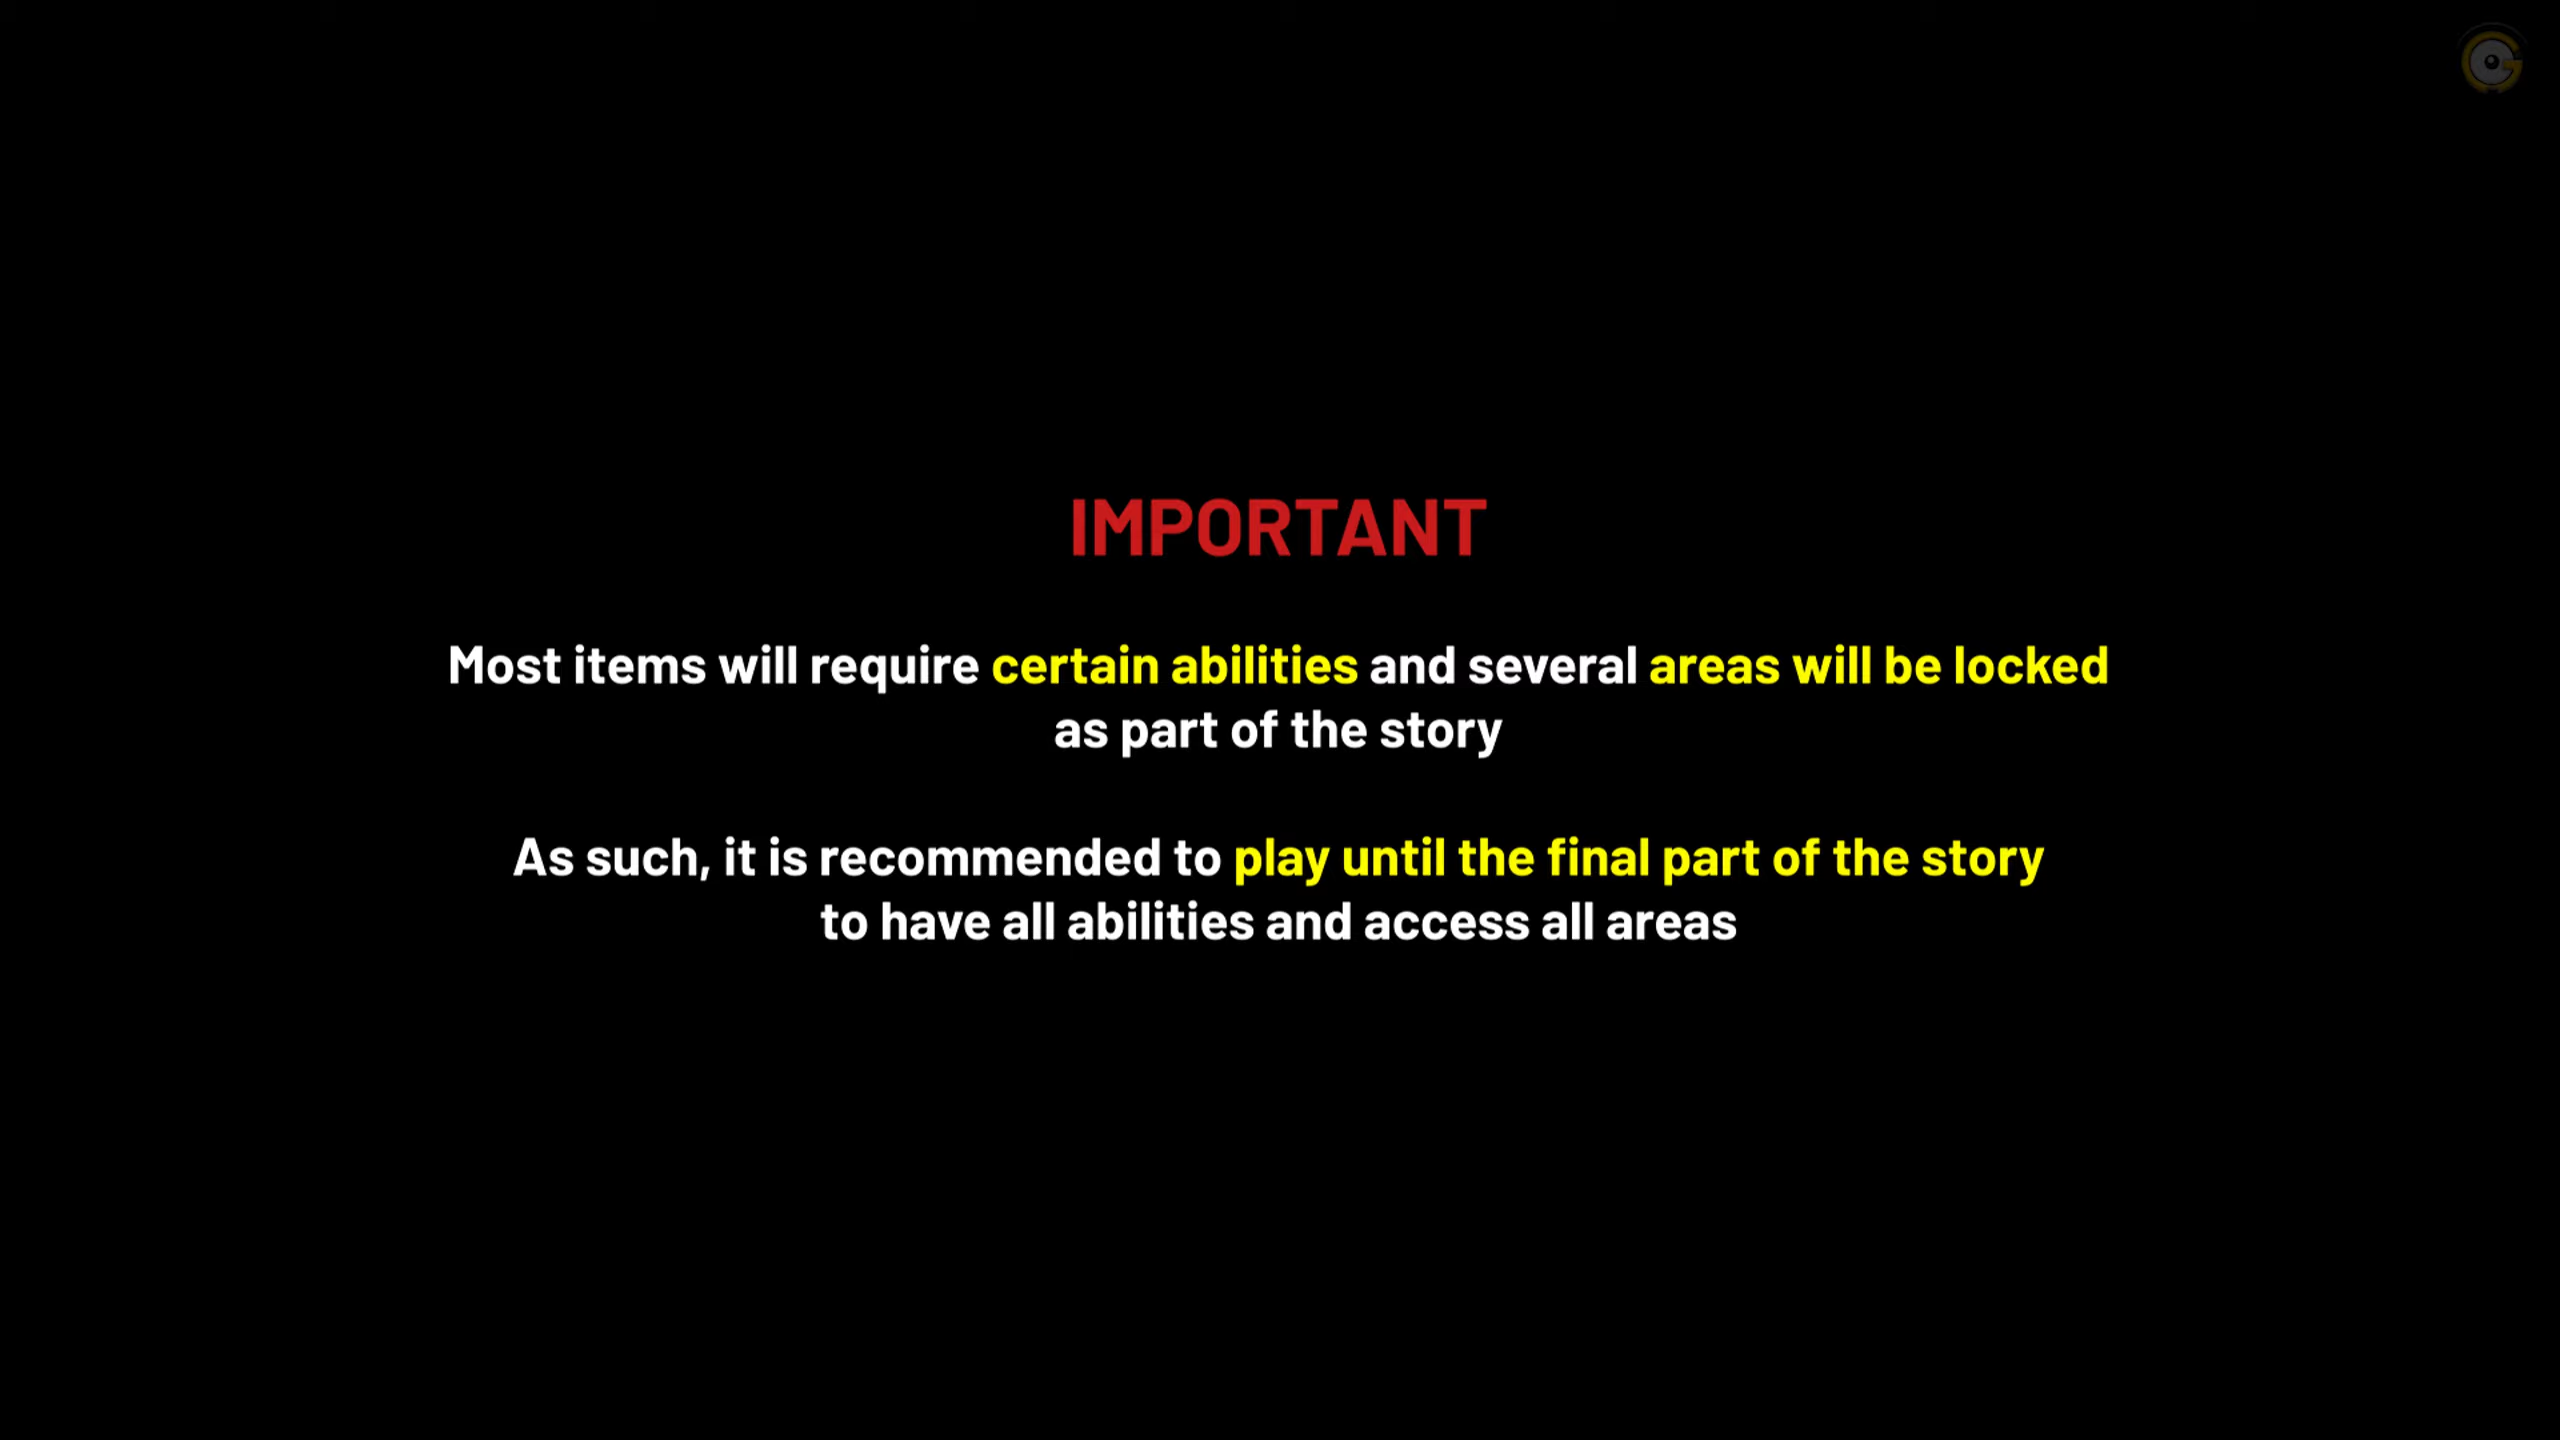 IMPORTANT
Most items will require certain abilities and several areas will be locked
as part of the story
As such, it is recommended to play until the final part of the story
to have all abilities and access all areas